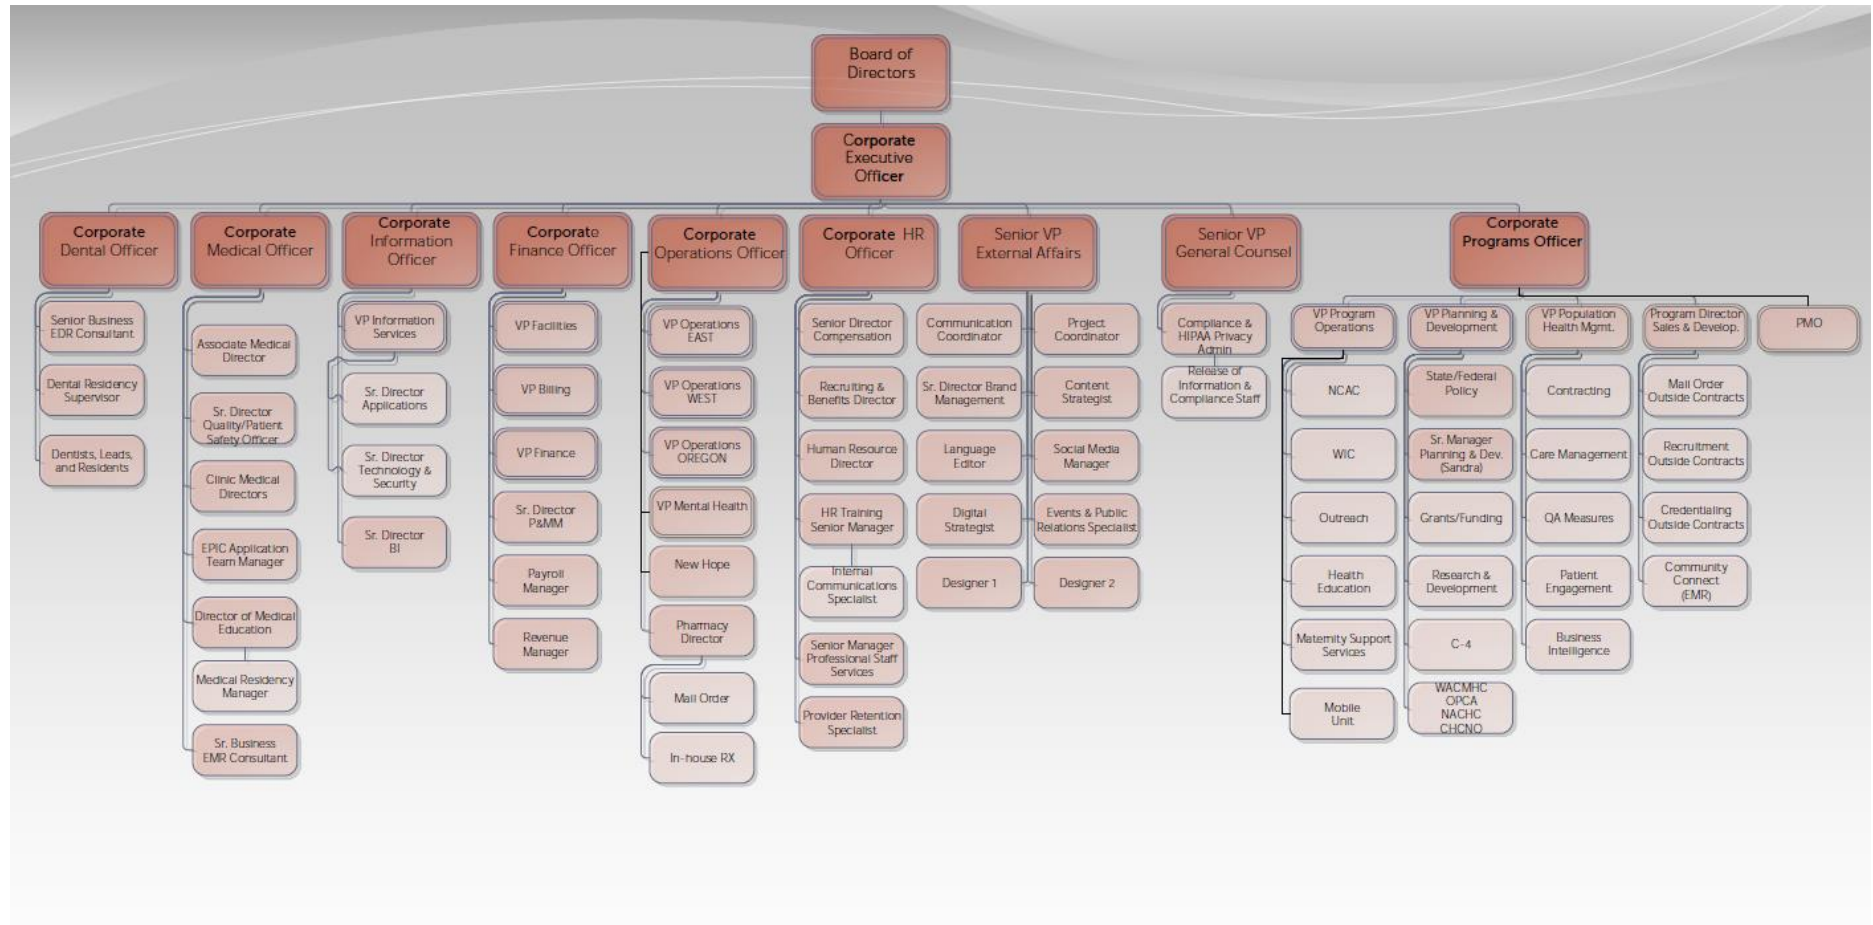 Board of
Directors
Corporate
Executive
Officer
Corporate
Dental Officer
Corporate
Medical Officer
Corporate
Information
Officer
Corporate
Finance Officer
Corporate
Operations Officer
Corporate HR
Officer
Senior VP
External Affairs
Senior VP
General Counsel
Corporate
Programs Officer
Senior Business
EDR Consultant
Dental Residency
Supervisor
Dentists, Leads,
and Residents
Associate Medical
Director
Sr. Director
Quality/Patient
Safety Officer
Clinic Medical
Directors
EPIC Application
Team Manager
Director of Medical
Education
Medical Residency
Manager
Sr. Business
EMR Consultant
VP Information
Services
Sr. Director
Applications
Sr. Director
Technology &
Security
Sr. Director
BI
VP Facilities
VP Billing
VP Finance
Sr. Director
P&MM
Payroll
Manager
Revenue
Manager
VP Operations
EAST
VP Operations
WEST
VP Operations
OREGON
VP Mental Health
New Hope
Pharmacy
Director
Mail Order
In-house RX
Senior Director
Compensation
Recruiting &
Benefits Director
Human Resource
Director
HR Training
Senior Manager
Internal
Communications
Specialist
Senior Manager
Professional Staff
Services
Provider Retention
Specialist
Communication
Coordinator
Sr. Director Brand
Management
Language
Editor
Digital
Strategist
Designer 1
Project
Coordinator
Content
Strategist
Social Media
Manager
Events & Public
Relations Specialist
Designer 2
Compliance &
HIPAA Privacy
Admin
Release of
Information &
Compliance Staff
VP Program
Operations
NCAC
WIC
Outreach
Health
Education
Maternity Support
Services
Mobile
Unit
VP Planning &
Development
State/Federal
Policy
Sr. Manager
Planning & Dev.
(Sandra)
Grants/Funding
Research &
Development
C-4
WACMHC
OPCA
NACHC
CHCNO
VP Population
Health Mgmt.
Contracting
Care Management
QA Measures
Patient
Engagement
Business
Intelligence
Program Director
Sales & Develop.
Mail Order
Outside Contracts
Recruitment
Outside Contracts
Credentialing
Outside Contracts
Community
Connect
(EMR)
PMO